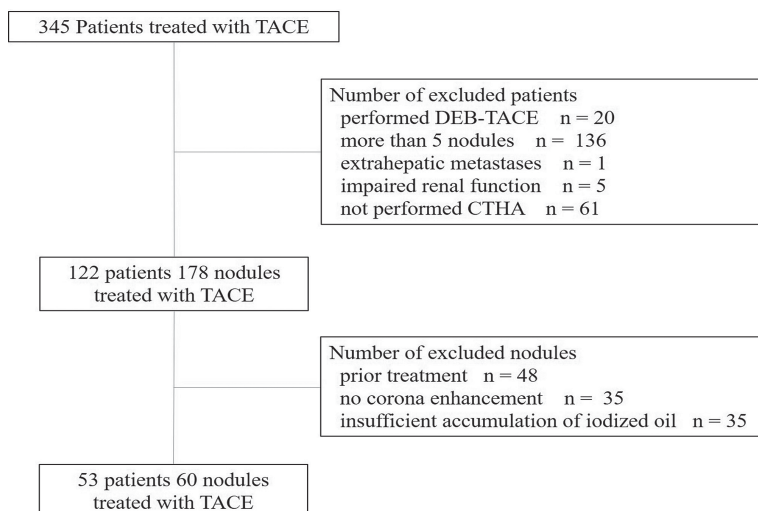 345 Patients treated with TACE
Number of excluded patients
performed DEB-TACE n = 20
more than 5 nodules n = 136
extrahepatic metastases n = 1
impaired renal function n = 5
not performed CTHA n = 61
122 patients 178 nodules
treated with TACE
Number of excluded nodules
prior treatment n = 48
no corona enhancement n = 35
insufficient accumulation of iodized oil n = 35
53 patients 60 nodules
treated with TACE